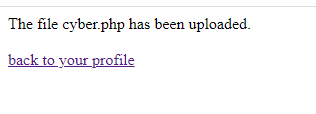 The file cyber.php has been uploaded.
back to your profile